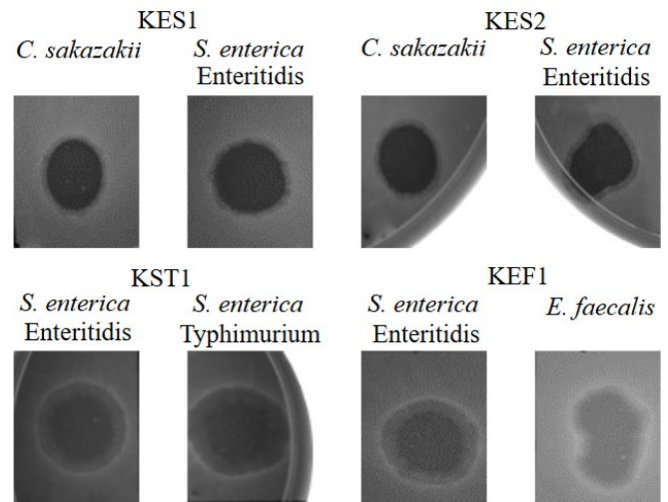 KES1
C. sakazakii
S. enterica
Enteritidis
KES2
C. sakazakii
S. enterica
Enteritidis
KST1
S. enterica
Enteritidis
S. enterica
Typhimurium
KEF1
S. enterica
Enteritidis
E. faecalis